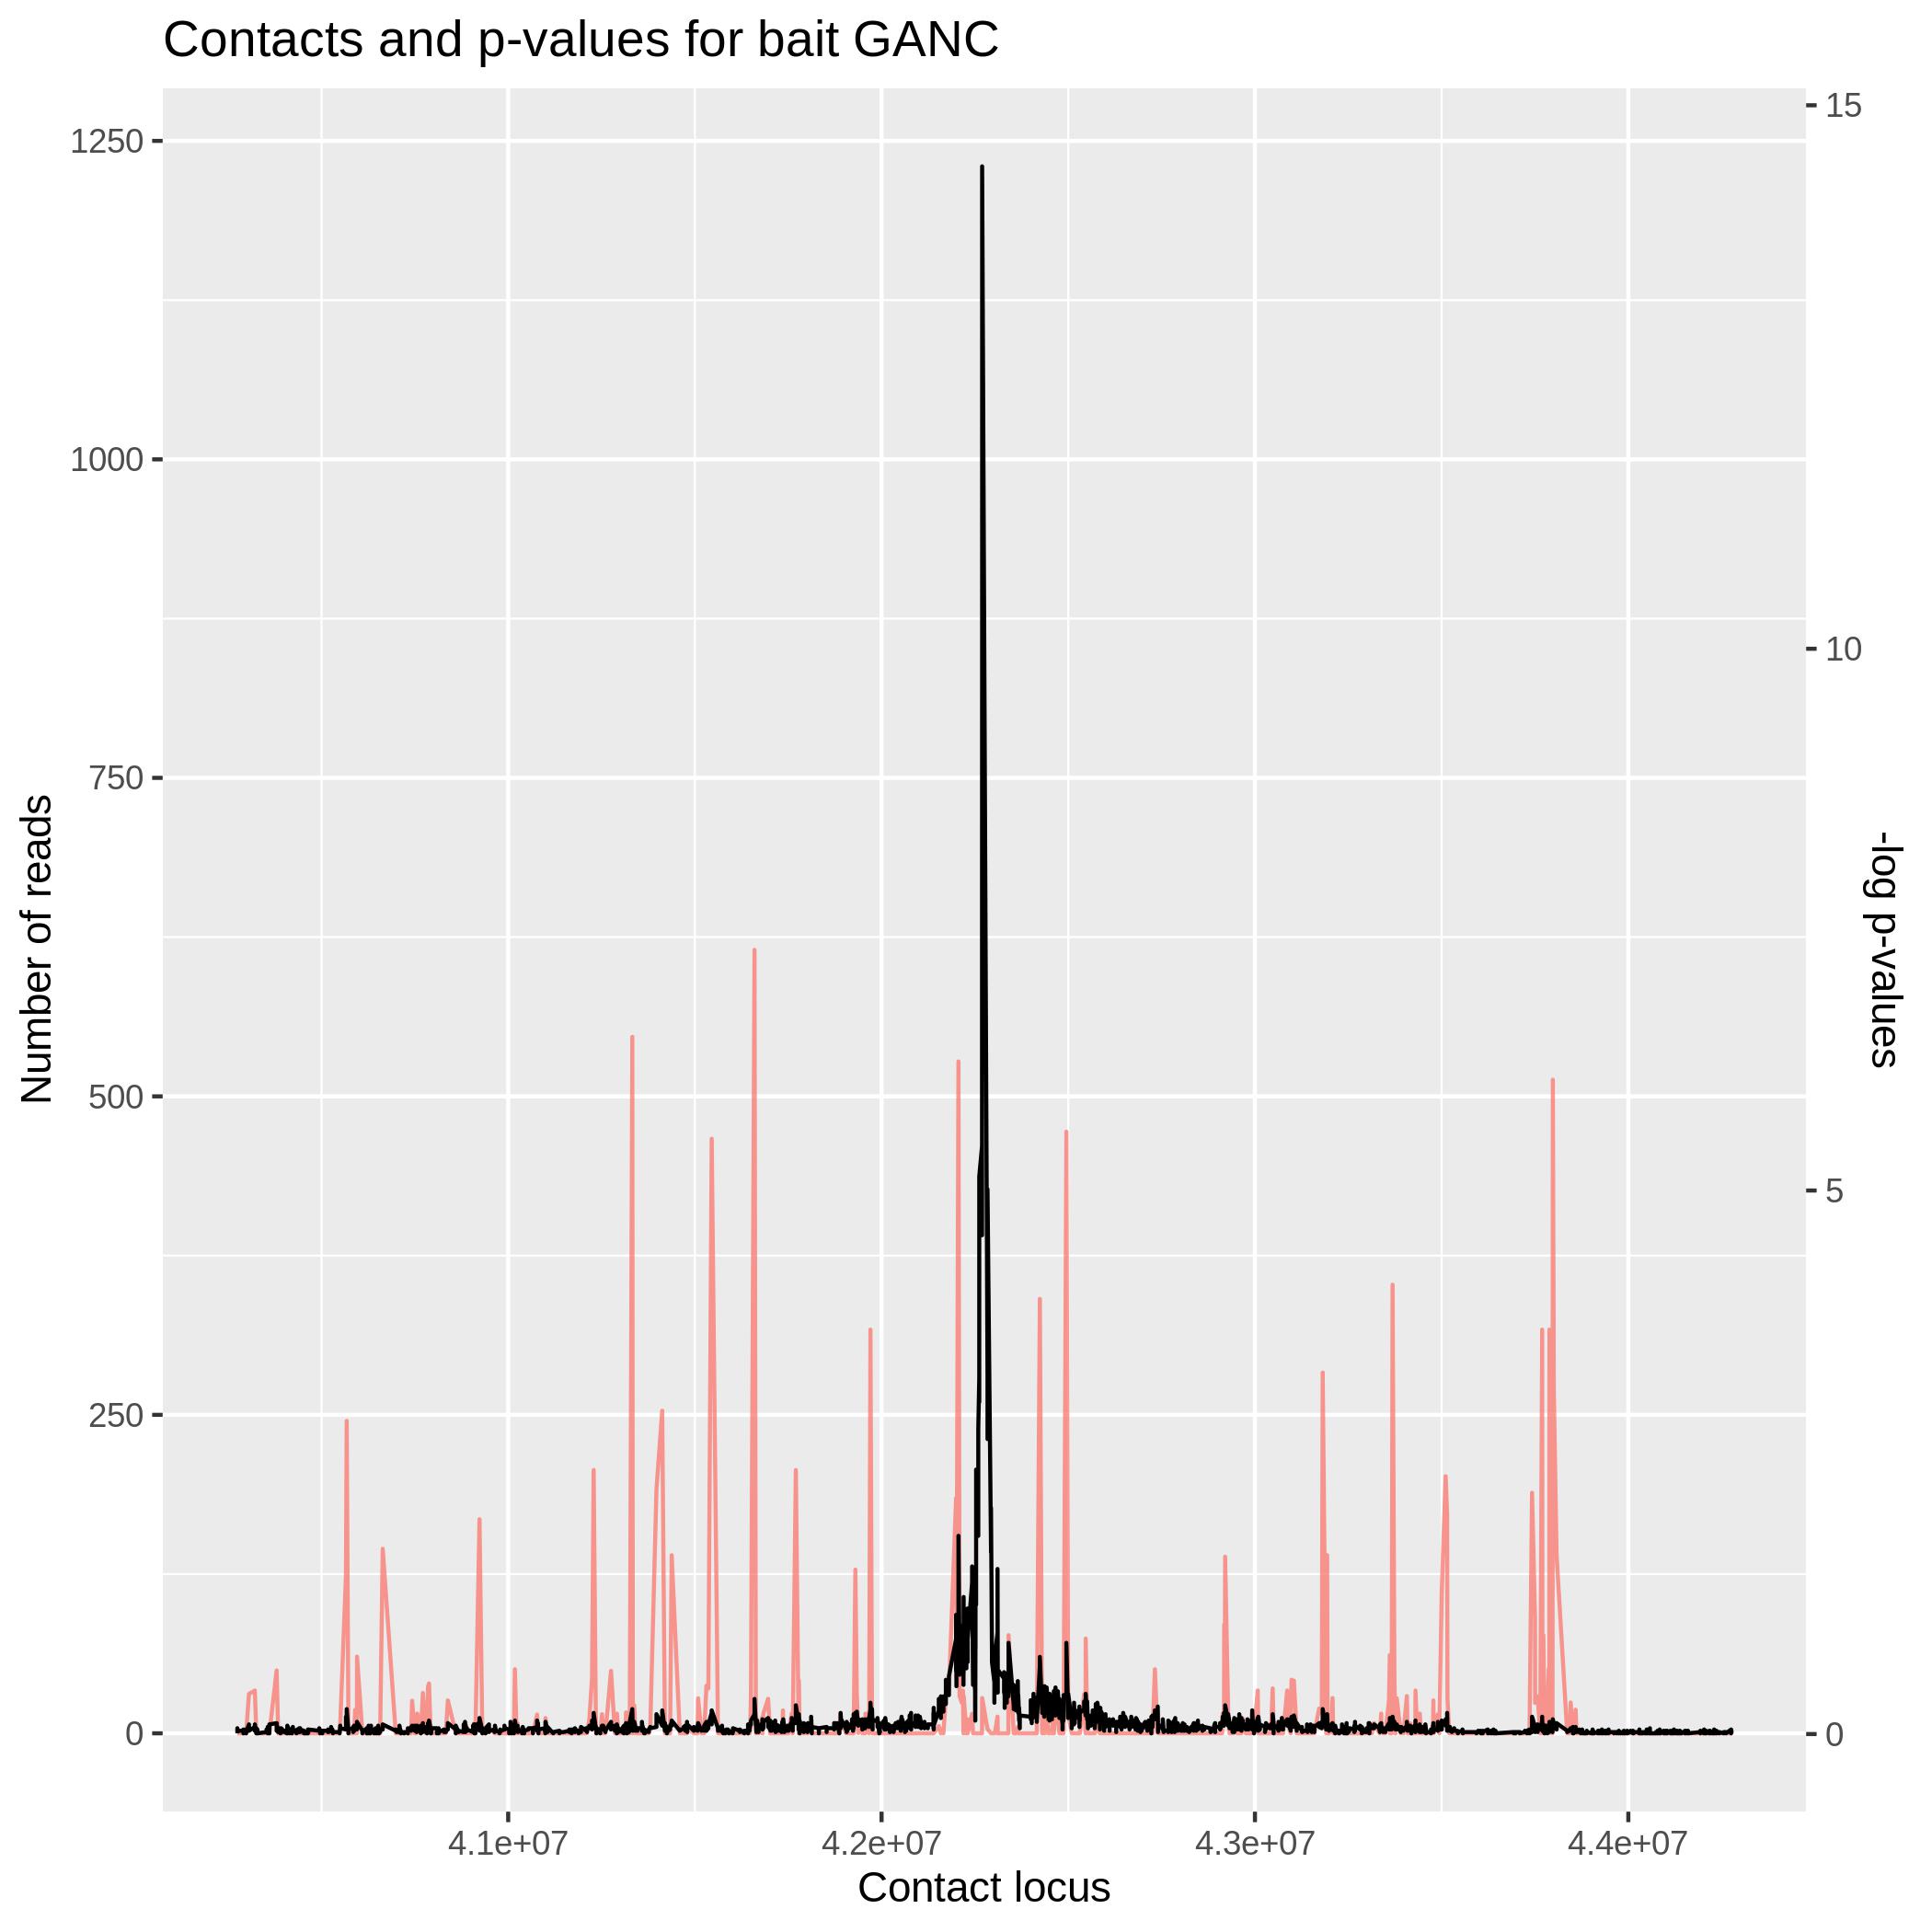 Contacts and p-values for bait GANC
1250
1000
750
500
250
0
Number of reads
15
10
5
0
-log p-values
4.1e+07
4.2e+07
4.3e+07
4.4e+07
Contact locus